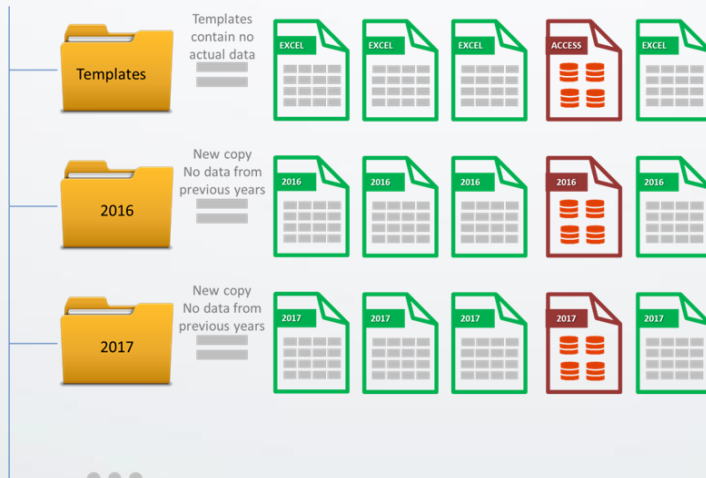 Templates
Templates
contain no
actual data
EXCEL
EXCEL
EXCEL
ACCESS
EXCEL
2016
New copy
No data from
previous years
2016
2016
2016
2016
2016
2017
New copy
No data from
previous years
2017
2017
2017
2017
2017